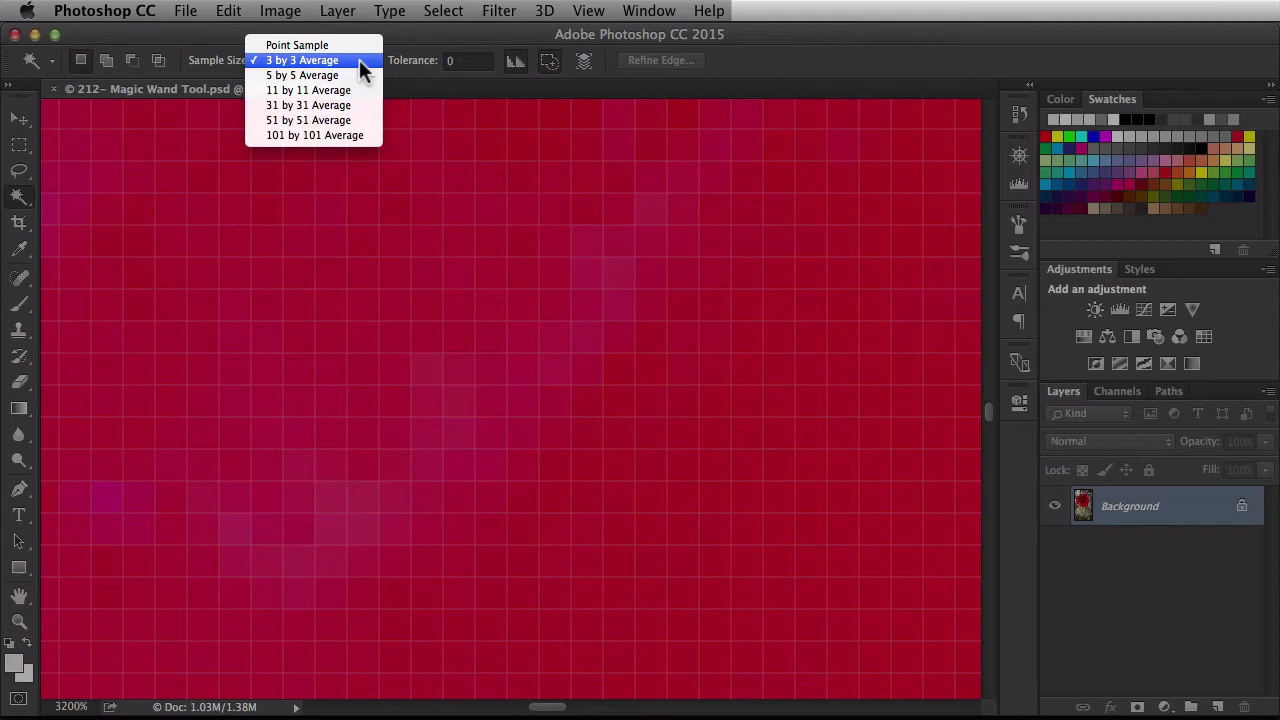 Photoshop CC File Edit Image Layer Type Select Filter 3D View Window Help
Adobe Photoshop CC 2015
Point Sample
Sample Size
✓ 3 by 3 Average
Tolerance: 0
Refine Edge...
5 by 5 Average
© 212- Magic Wand Tool.psd @
11 by 11 Average
31 by 31 Average
51 by 51 Average
101 by 101 Average
Color Swatches
Adjustments Styles
Add an adjustment
Layers Channels Paths
Kind
Normal Opacity: 100%
Lock: Fill: 100%
Background
3200% © Doc: 1.03M/1.38M